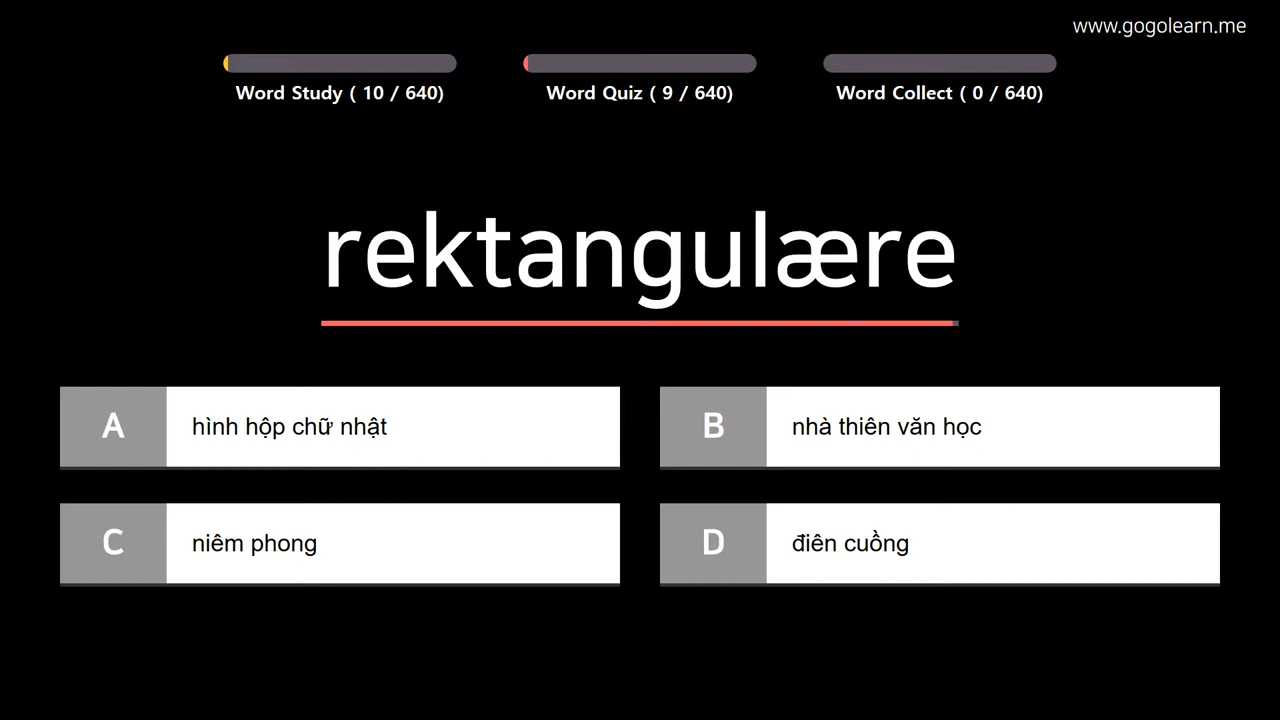 www.gogolearn.me
Word Study ( 10 / 640)
Word Quiz ( 9 / 640)
Word Collect ( 0 / 640)
rektangulære
A
hình hộp chữ nhật
B
nhà thiên văn học
C
niêm phong
D
điên cuồng